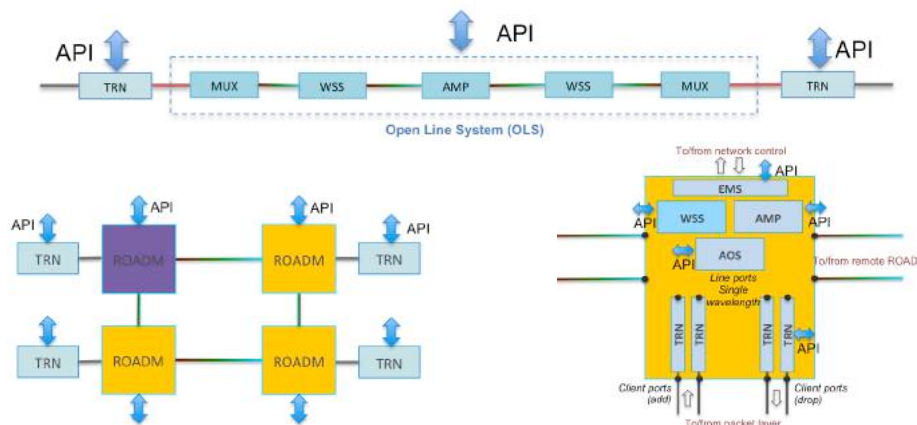 API
API
API
TRN
MUX
WSS
AMP
WSS
MUX
TRN
Open Line System (OLS)
API
API
API
API
TRN
ROADM
ROADM
TRN
TRN
ROADM
ROADM
TRN
To/from network control
API
EMS
WSS
AMP
API
API
AOS
API
To/from remote ROAD
Line ports
Single
wavelength
TRN
TRN
TRN
TRN
API
Client ports
(add)
Client ports
(drop)
To/from packet layer